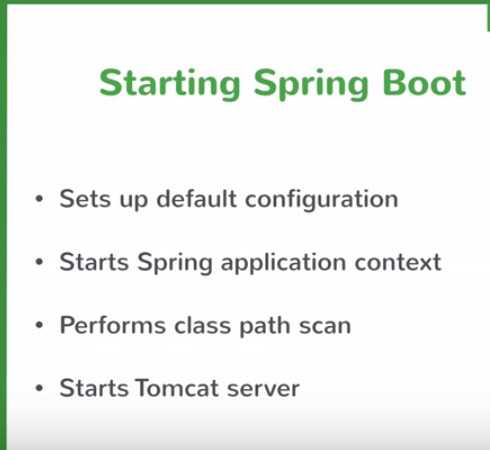 Starting Spring Boot
• Sets up default configuration
• Starts Spring application context
• Performs class path scan
• Starts Tomcat server